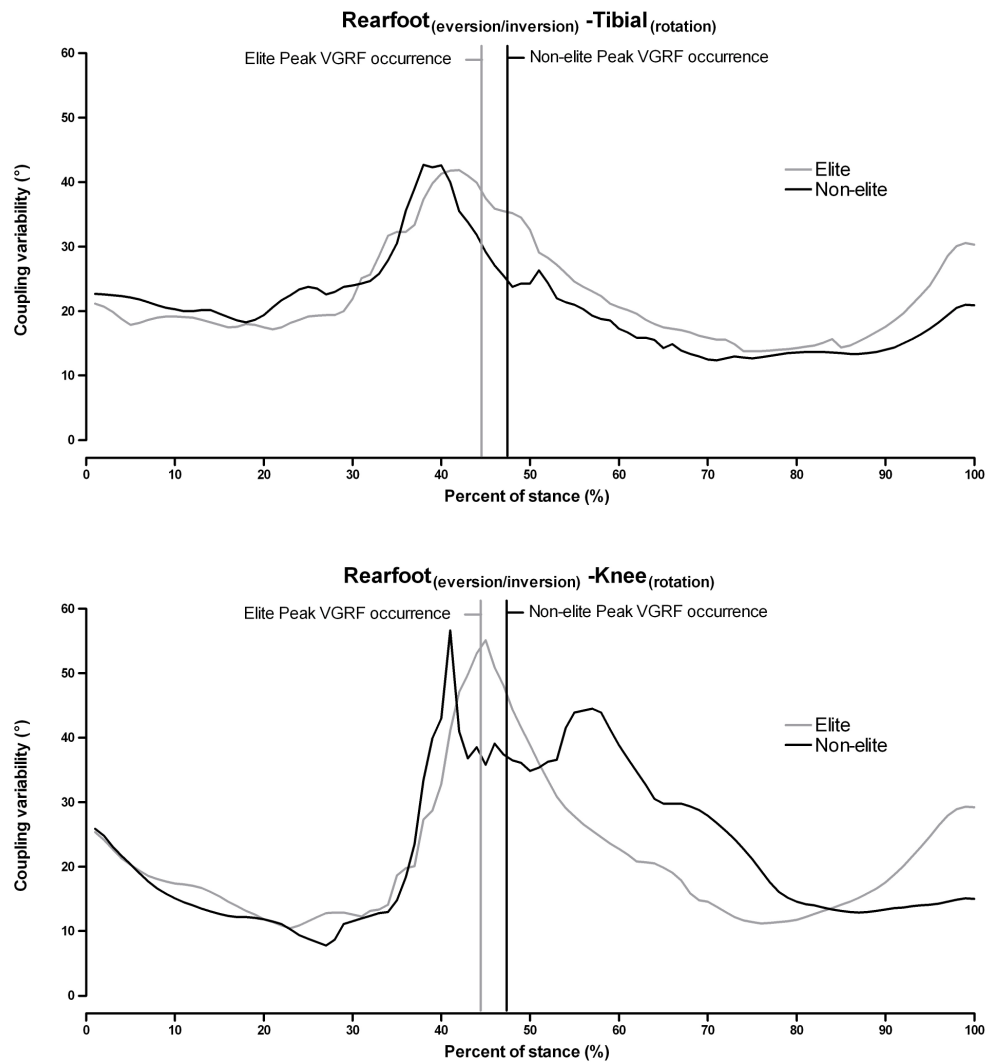 Rearfoot(eversion/inversion) -Tibial(rotation)
Elite Peak VGRF occurrence
Non-elite Peak VGRF occurrence
60
50
40
30
20
10
0
Coupling variability (°)
Elite
Non-elite
0 10 20 30 40 50 60 70 80 90 100
Percent of stance (%)
Rearfoot(eversion/inversion) -Knee(rotation)
Elite Peak VGRF occurrence
Non-elite Peak VGRF occurrence
60
50
40
30
20
10
0
Coupling variability (°)
Elite
Non-elite
0 10 20 30 40 50 60 70 80 90 100
Percent of stance (%)